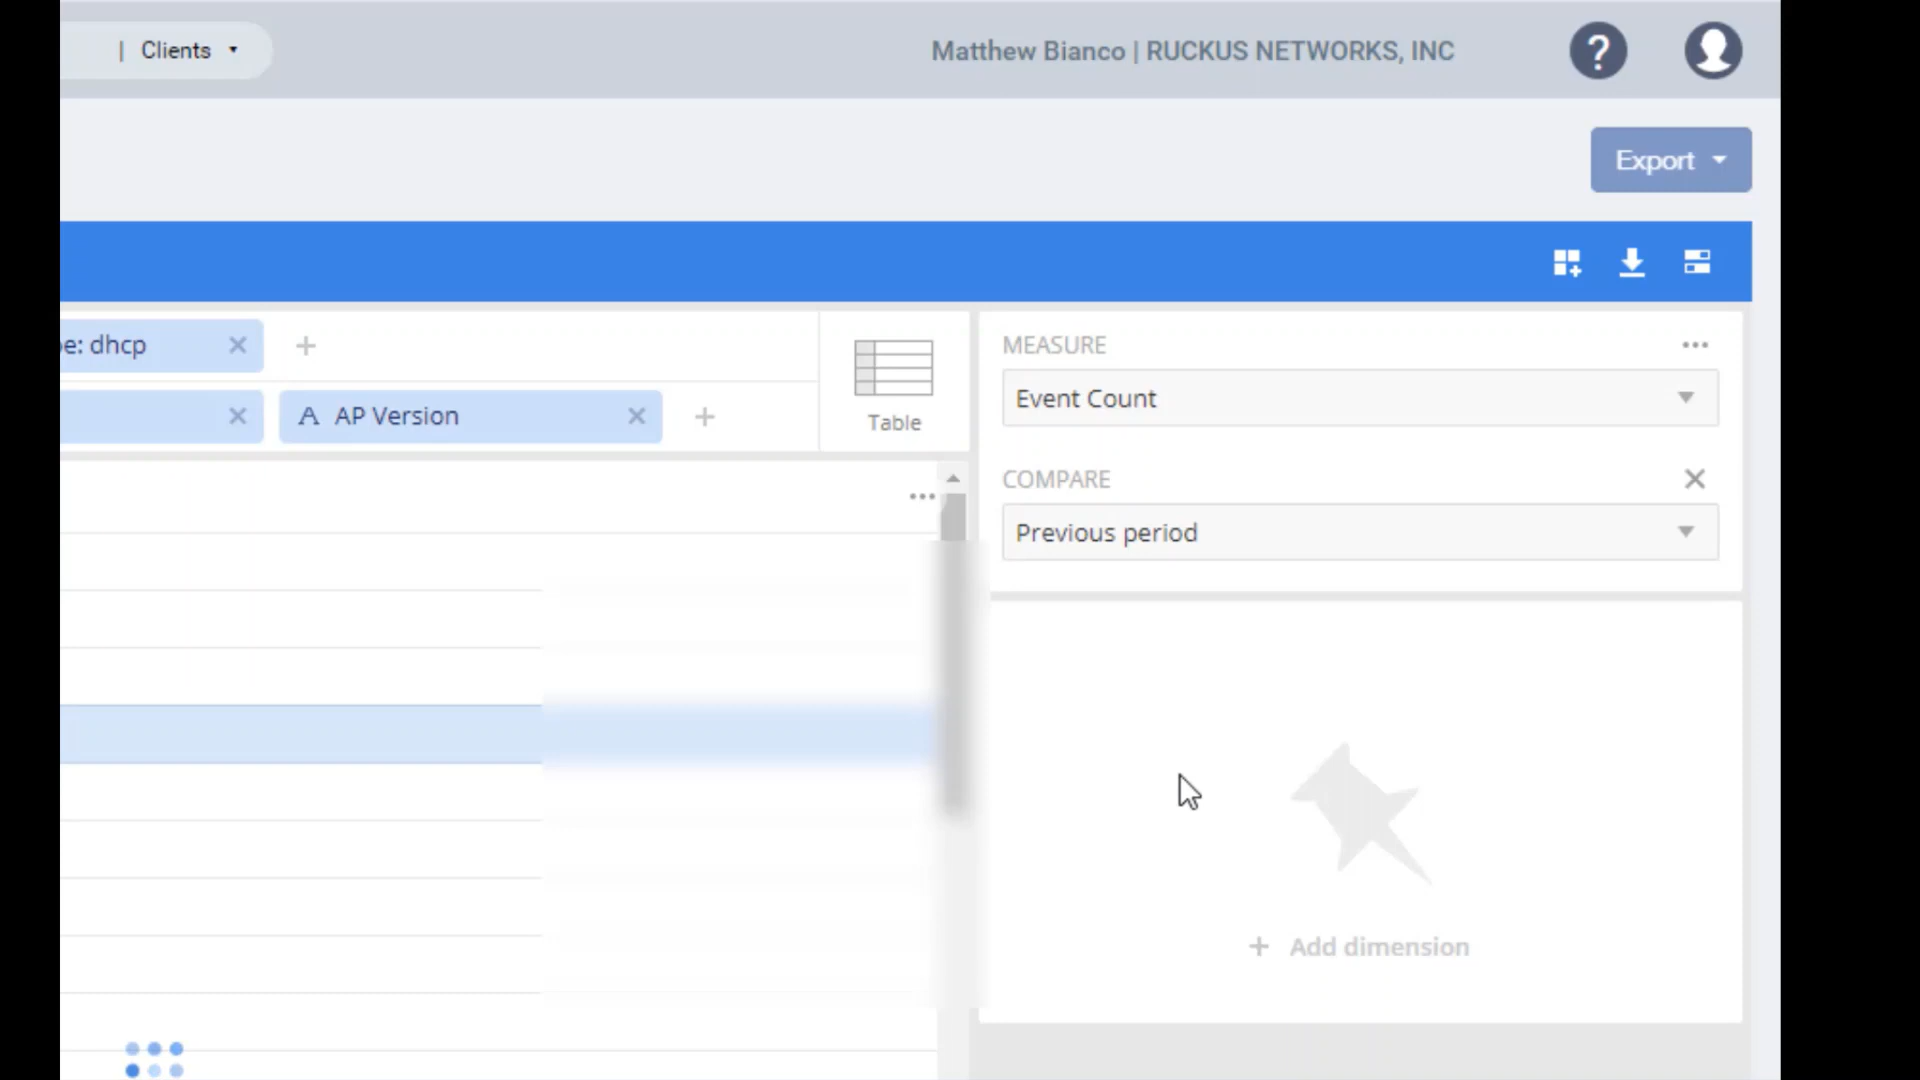 | Clients
Matthew Bianco | RUCKUS NETWORKS, INC
?
Export
pe: dhcp
A AP Version
Table
MEASURE
Event Count
COMPARE
Previous period
+ Add dimension